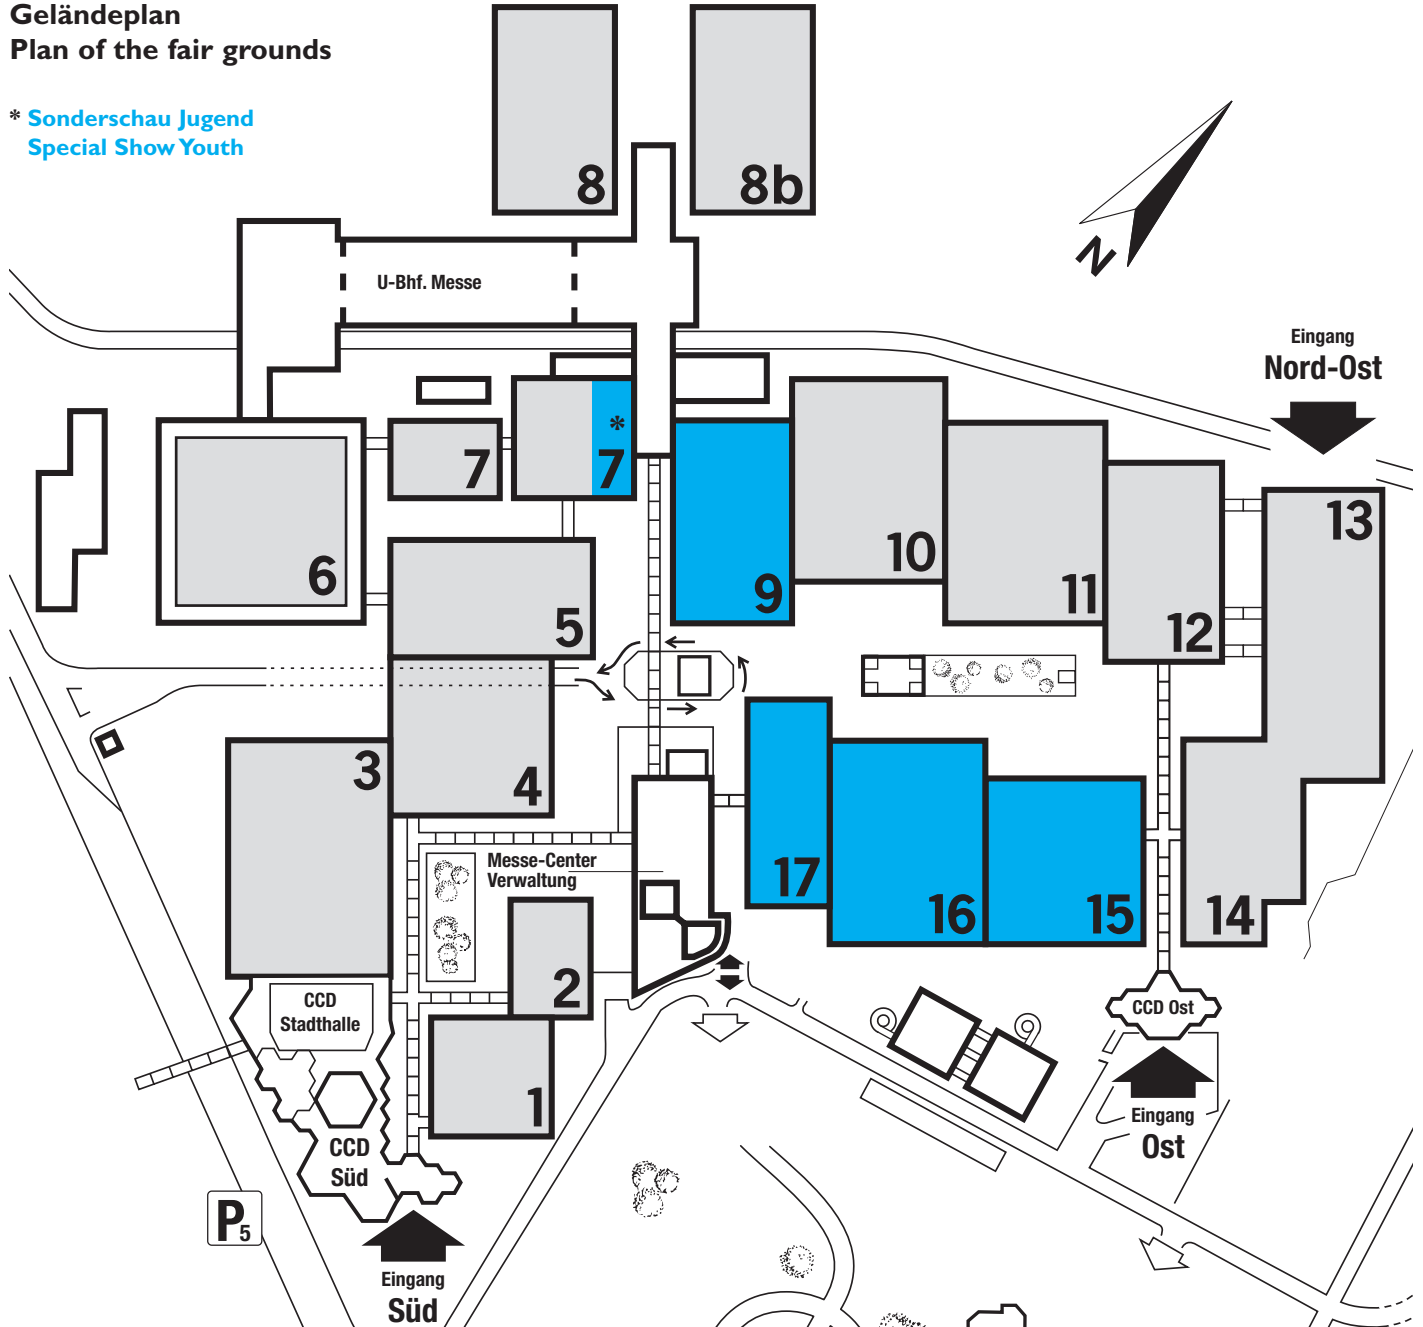 Geländeplan
Plan of the fair grounds
* Sonderschau Jugend
Special Show Youth
8
8b
N
U-Bhf. Messe
Eingang
Nord-Ost
*
7
7
6
5
9
10
11
12
13
3
4
Messe-Center
Verwaltung
17
16
15
14
2
1
CCD
Stadthalle
CCD Ost
CCD
Süd
Eingang
Ost
P5
Eingang
Süd